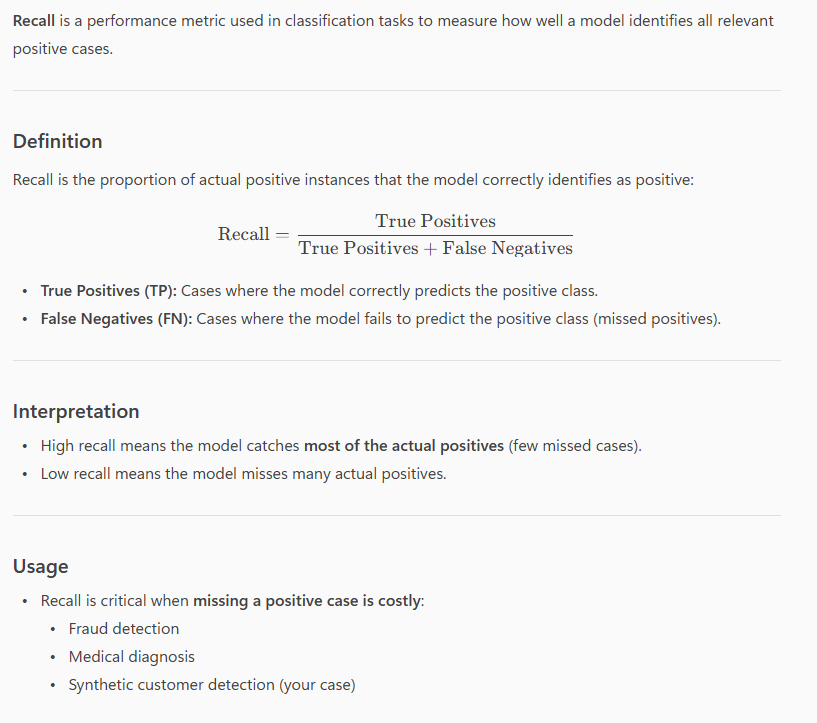 Recall is a performance metric used in classification tasks to measure how well a model identifies all relevant
positive cases.
Definition
Recall is the proportion of actual positive instances that the model correctly identifies as positive:
Recall = True Positives / True Positives + False Negatives
• True Positives (TP): Cases where the model correctly predicts the positive class.
• False Negatives (FN): Cases where the model fails to predict the positive class (missed positives).
Interpretation
• High recall means the model catches most of the actual positives (few missed cases).
• Low recall means the model misses many actual positives.
Usage
• Recall is critical when missing a positive case is costly:
• Fraud detection
• Medical diagnosis
• Synthetic customer detection (your case)